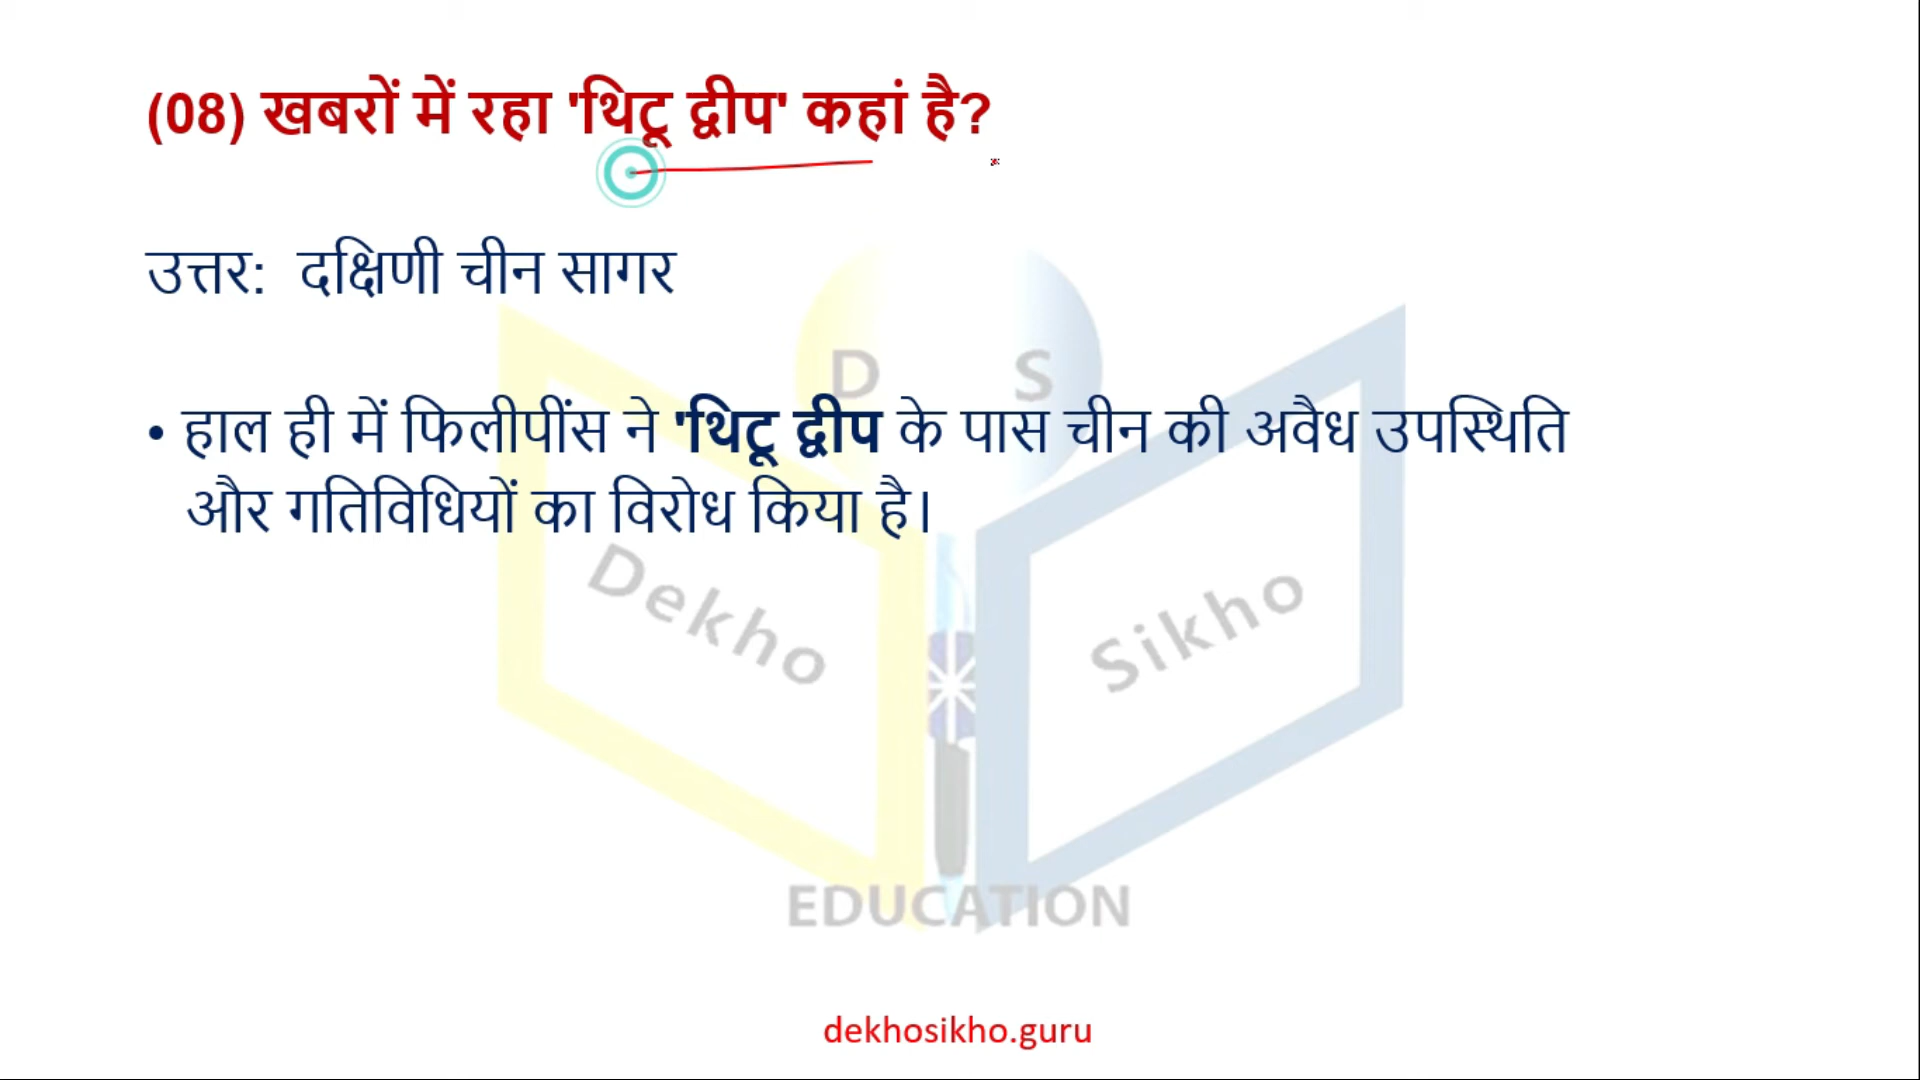 (08) खबरों में रहा 'थिटू द्वीप' कहां है?
उत्तर: दक्षिणी चीन सागर
• हाल ही में फिलीपींस ने 'थिटू द्वीप के पास चीन की अवैध उपस्थिति
और गतिविधियों का विरोध किया है।
D S
Dekho Sikho
EDUCATION
dekhosikho.guru